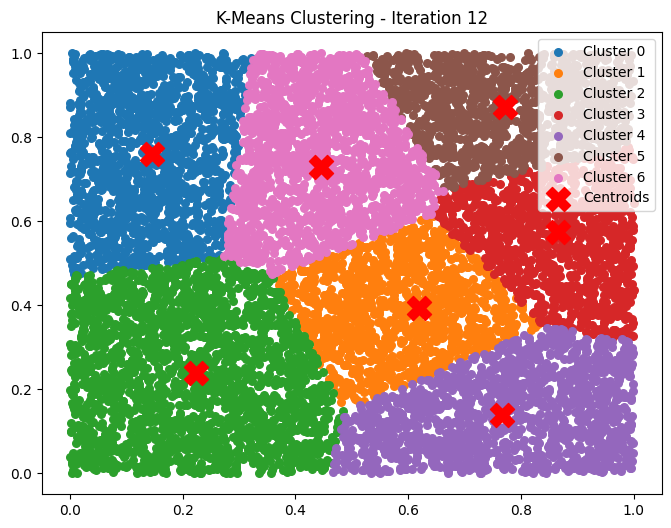 K-Means Clustering - Iteration 12
1.0
0.8
0.6
0.4
0.2
0.0
0.0
0.2
0.4
0.6
0.8
1.0
Cluster 0
Cluster 1
Cluster 2
Cluster 3
Cluster 4
Cluster 5
Cluster 6
Centroids